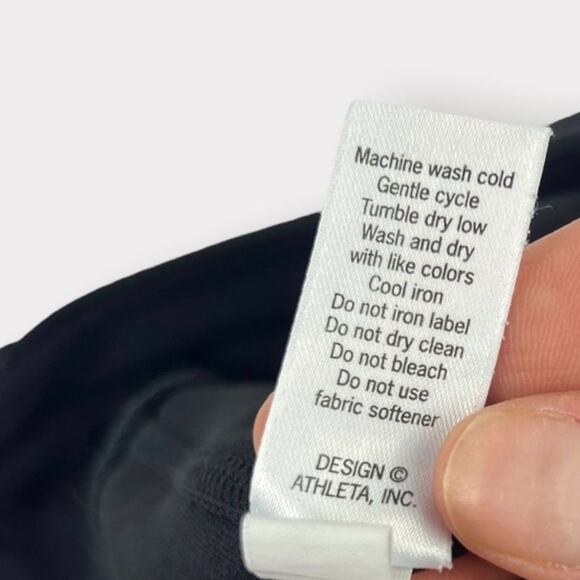 Machine wash cold
Gentle cycle
Tumble dry low
Wash and dry
with like colors
Cool iron
Do not iron label
Do not dry clean
Do not bleach
Do not use
fabric softener
DESIGN ©
ATHLETA, INC.